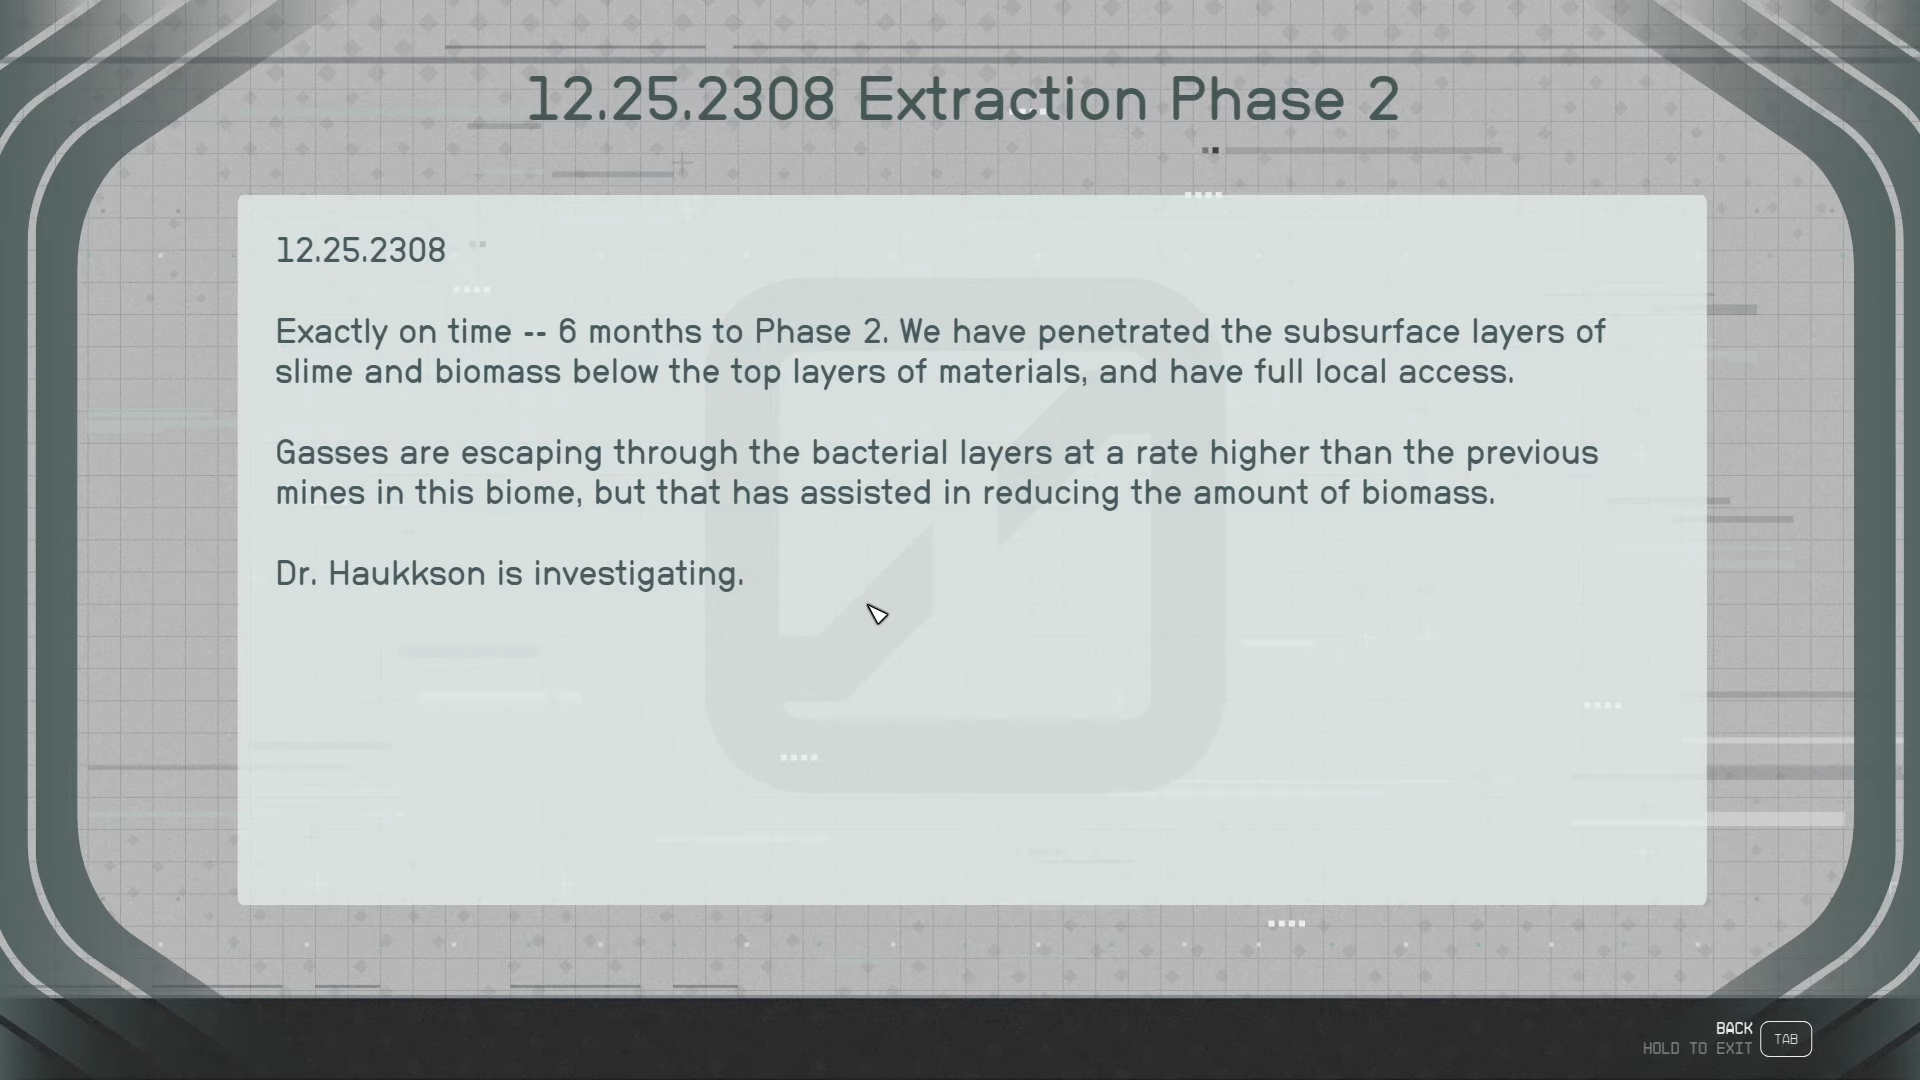 12.25.2308 Extraction Phase 2
12.25.2308
Exactly on time -- 6 months to Phase 2. We have penetrated the subsurface layers of
slime and biomass below the top layers of materials, and have full local access.
Gasses are escaping through the bacterial layers at a rate higher than the previous
mines in this biome, but that has assisted in reducing the amount of biomass.
Dr. Haukkson is investigating.
BACK
HOLD TO EXIT
TAB